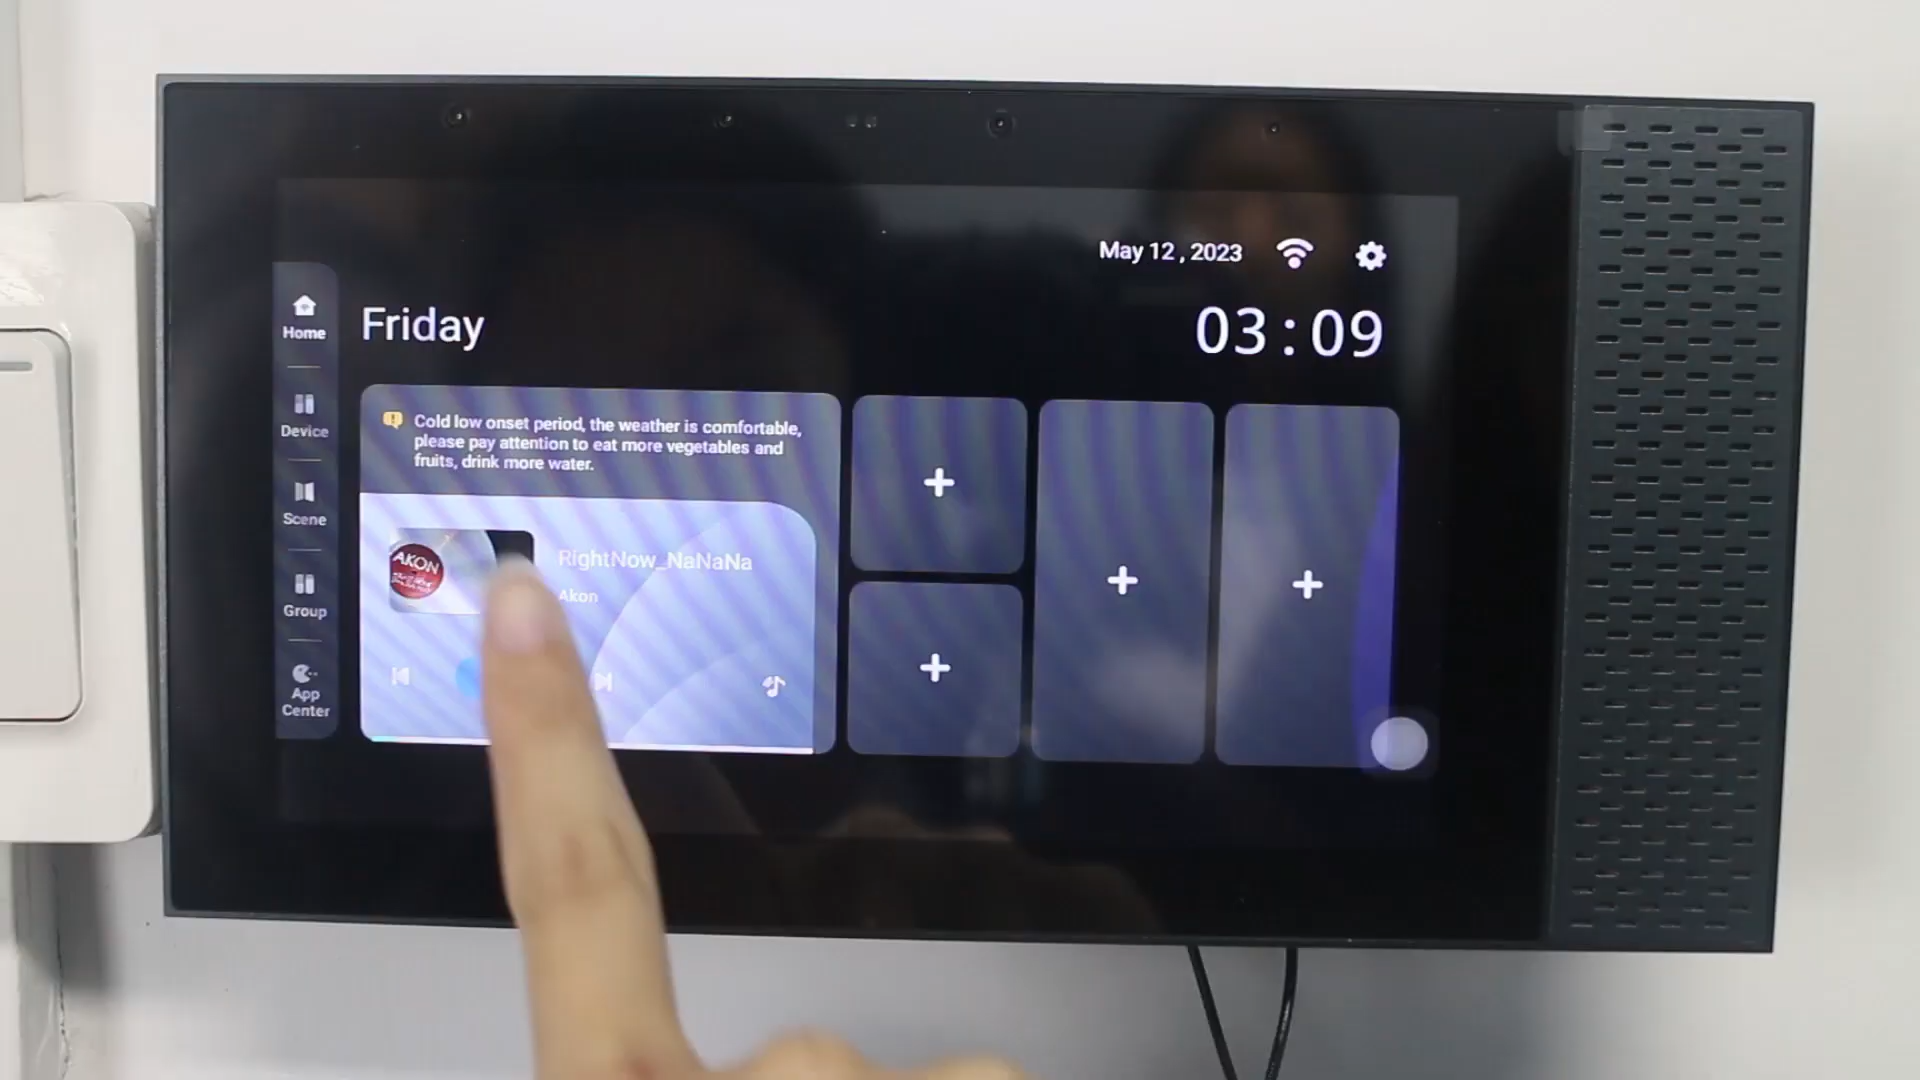 May 12 , 2023
Friday
03 : 09
Home
Device
Scene
Group
App
Center
Cold low onset period, the weather is comfortable,
please pay attention to eat more vegetables and
fruits, drink more water.
AKON
RightNow_NaNaNa
Akon